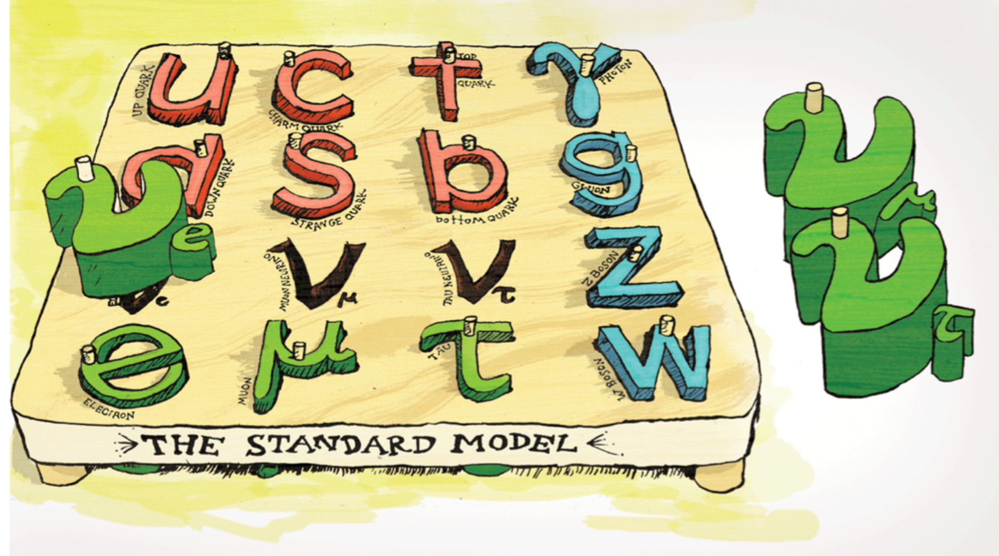 u c t γ
UP QUARK
CHARM QUARK
TOP
QUARK
PHOTON
d s b g
DOWN QUARK
STRANGE QUARK
bottom QUARK
GLUON
ν e
ν μ
ν τ
Z
MUON NEUTRINO
TAU NEUTRINO
Z BOSON
ν μ
ν τ
e
e μ τ W
ELECTRON
MUON
TAU
W BOSON
THE STANDARD MODEL